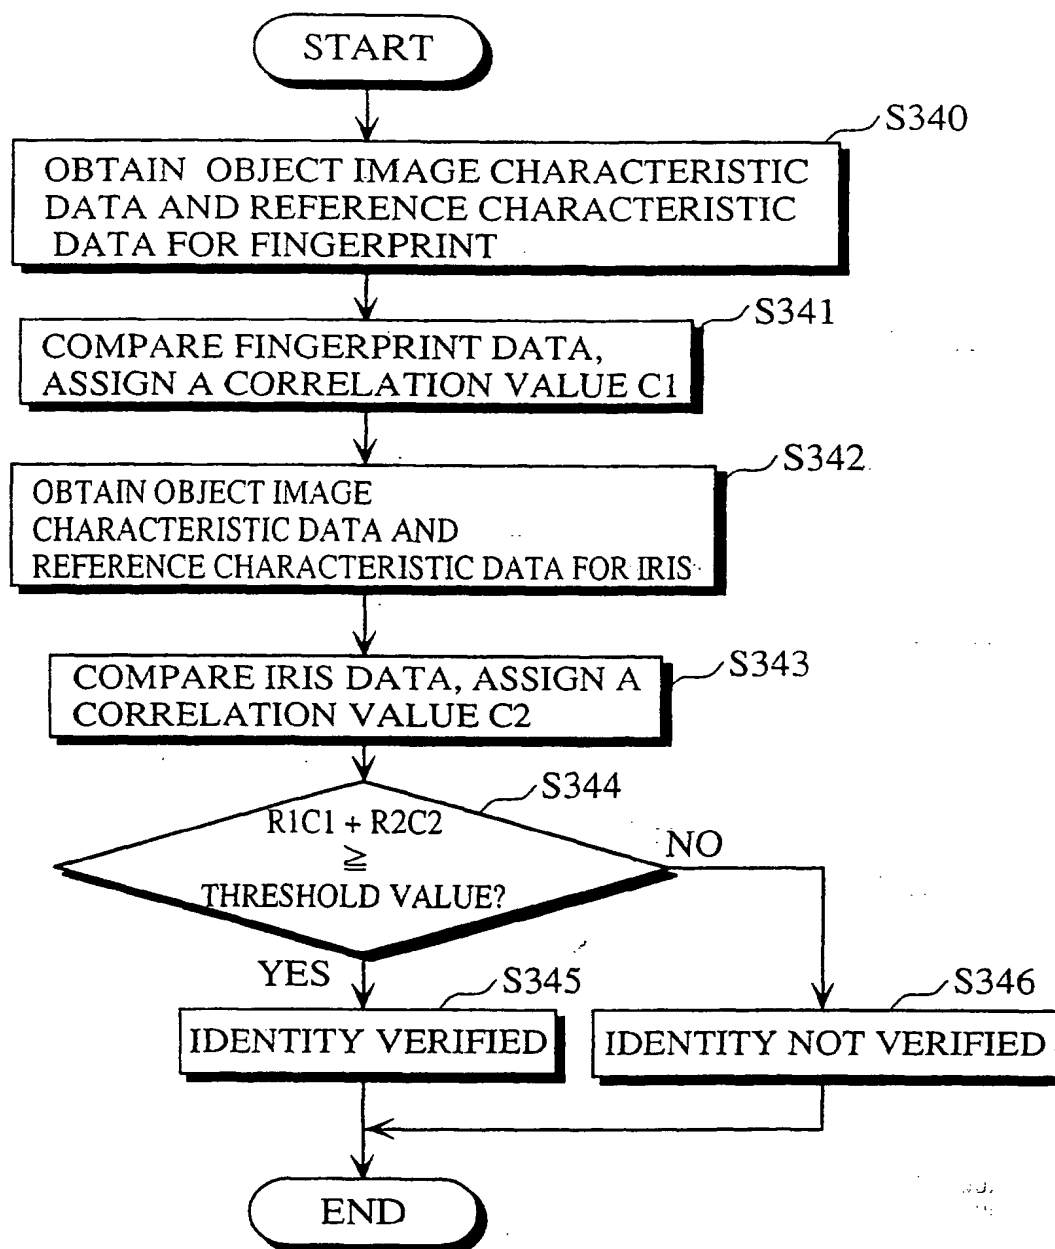 START
S340
OBTAIN OBJECT IMAGE CHARACTERISTIC
DATA AND REFERENCE CHARACTERISTIC
DATA FOR FINGERPRINT
S341
COMPARE FINGERPRINT DATA,
ASSIGN A CORRELATION VALUE C1
S342
OBTAIN OBJECT IMAGE
CHARACTERISTIC DATA AND
REFERENCE CHARACTERISTIC DATA FOR IRIS
S343
COMPARE IRIS DATA, ASSIGN A
CORRELATION VALUE C2
S344
R1C1 + R2C2
≧
THRESHOLD VALUE?
NO
YES
S345
S346
IDENTITY VERIFIED
IDENTITY NOT VERIFIED
END